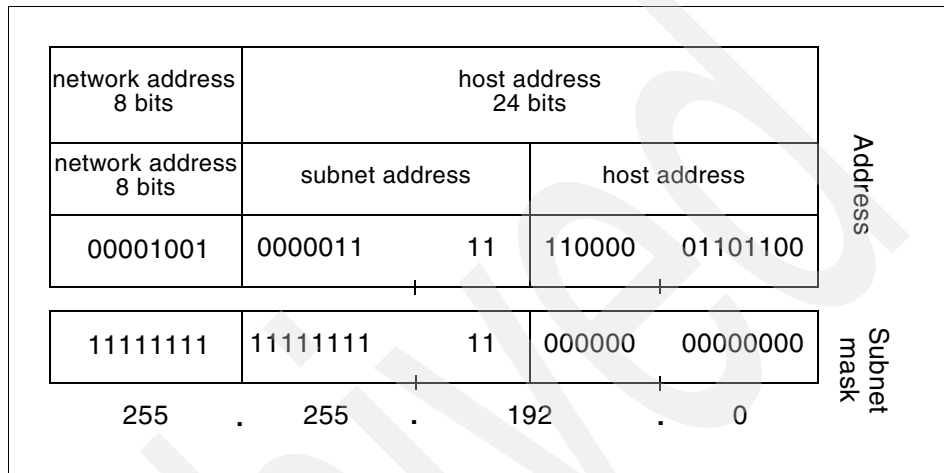 network address host address
8 bits 24 bits
network address subnet address host address
8 bits
00001001 0000011 11 110000 01101100
Address
11111111 11111111 11 000000 00000000
Subnet
mask
255 . 255 . 192 . 0